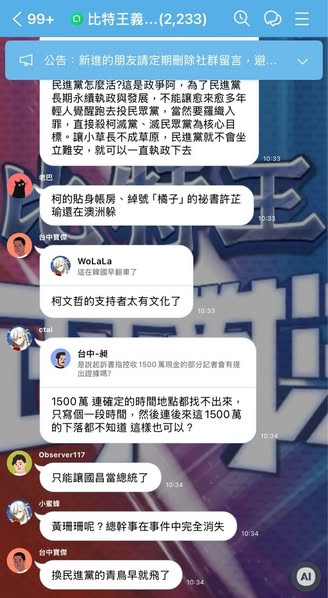 99+
比特王義...(2,233)
公告：新進的朋友請定期刪除社群留言，避...
民進黨怎麼活?這是政爭阿，為了民進黨
長期永續執政與發展，不能讓愈來愈多年
輕人覺醒跑去投民眾黨，當然要羅織入
罪，直接殺柯滅黨、滅民眾黨為核心目
標。讓小草長不成草原，民進黨就不會坐
立難安，就可以一直執政下去
10:33
老巴
柯的貼身帳房、綽號「橘子」的祕書許芷
瑜還在澳洲躲
10:33
台中寶傑
WoLaLa
這在韓國早翻車了
柯文哲的支持者太有文化了
10:33
ctai
台中-昶
是說起訴書指控收1500萬現金的部分記者會有提
出證據嗎?
1500萬 連確定的時間地點都找不出來，
只寫個一段時間，然後連後來這1500萬
的下落都不知道 這樣也可以？
10:34
Observer117
只能讓國昌當總統了
10:34
小蜜蜂
黃珊珊呢？總幹事在事件中完全消失
10:34
台中寶傑
換民進黨的青鳥早就飛了
10:34
AI